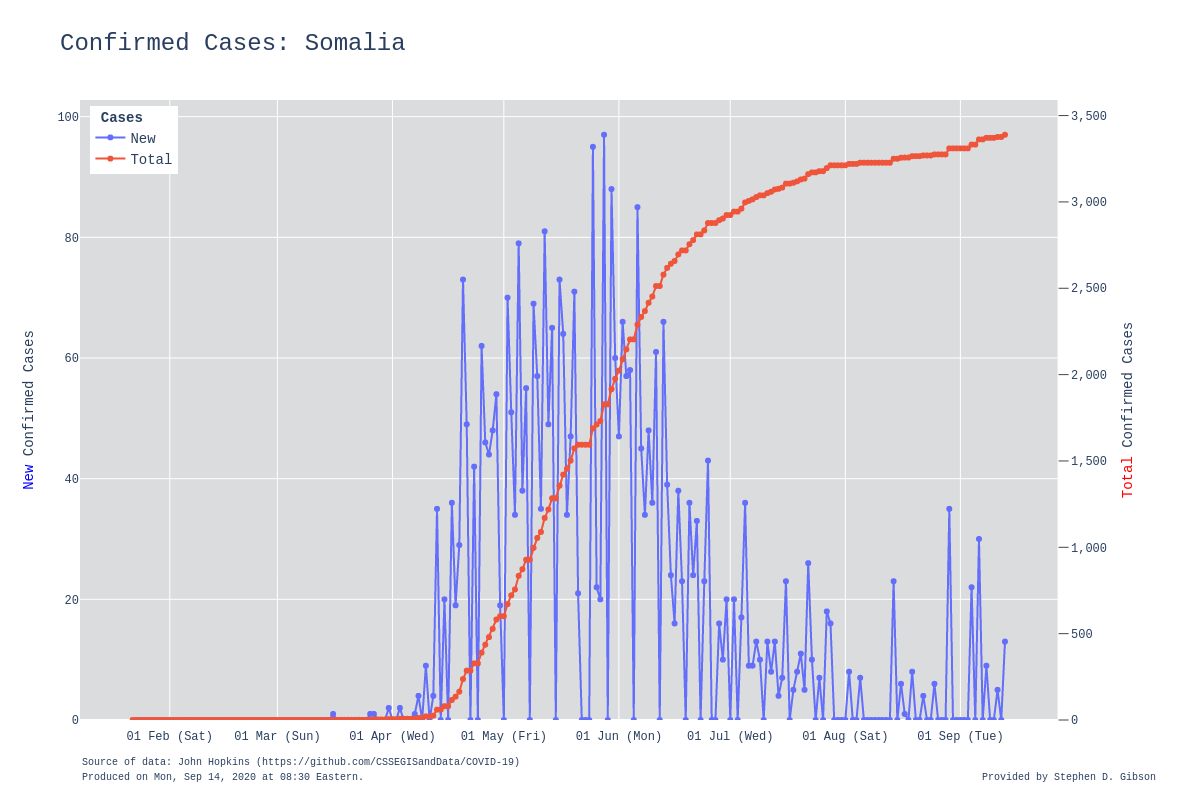 Confirmed Cases: Somalia
Cases
New
Total
100
80
60
40
20
0
3,500
3,000
2,500
2,000
1,500
1,000
500
0
New Confirmed Cases
Total Confirmed Cases
01 Feb (Sat)
01 Mar (Sun)
01 Apr (Wed)
01 May (Fri)
01 Jun (Mon)
01 Jul (Wed)
01 Aug (Sat)
01 Sep (Tue)
Source of data: John Hopkins (https://github.com/CSSEGISandData/COVID-19)
Produced on Mon, Sep 14, 2020 at 08:30 Eastern.
Provided by Stephen D. Gibson